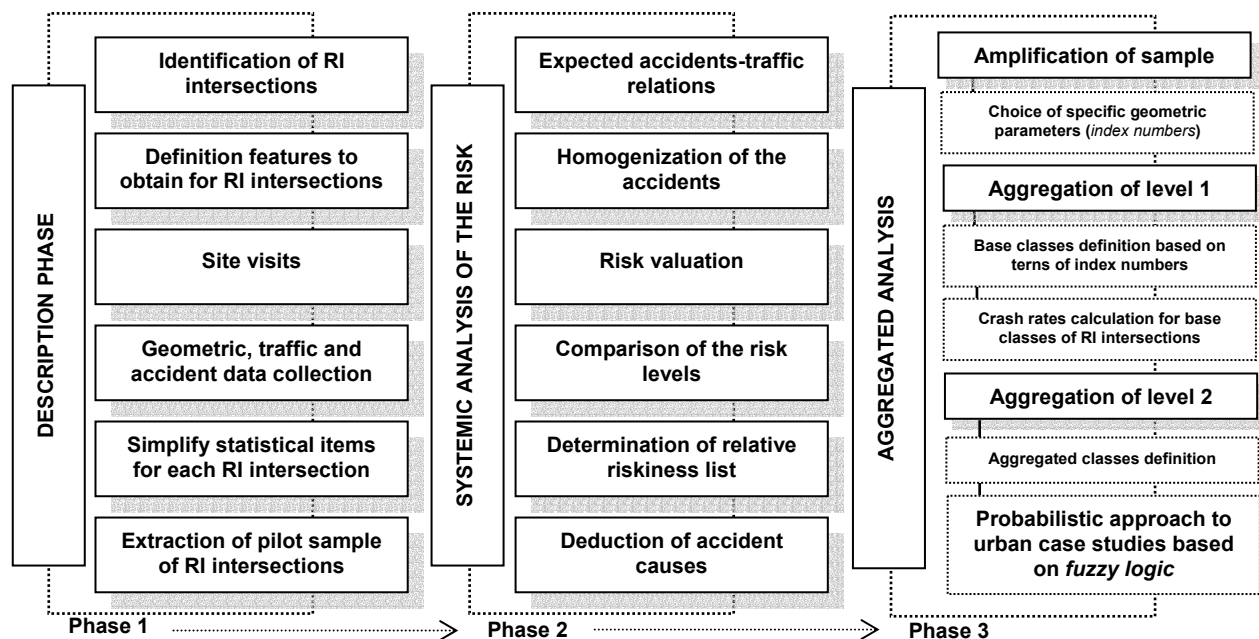 DESCRIPTION PHASE
Identification of RI
intersections
Definition features to
obtain for RI intersections
Site visits
Geometric, traffic and
accident data collection
Simplify statistical items
for each RI intersection
Extraction of pilot sample
of RI intersections
Phase 1
SYSTEMIC ANALYSIS OF THE RISK
Expected accidents-traffic
relations
Homogenization of the
accidents
Risk valuation
Comparison of the risk
levels
Determination of relative
riskiness list
Deduction of accident
causes
Phase 2
AGGREGATED ANALYSIS
Amplification of sample
Choice of specific geometric
parameters (index numbers)
Aggregation of level 1
Base classes definition based on
terns of index numbers
Crash rates calculation for base
classes of RI intersections
Aggregation of level 2
Aggregated classes definition
Probabilistic approach to
urban case studies based
on fuzzy logic
Phase 3